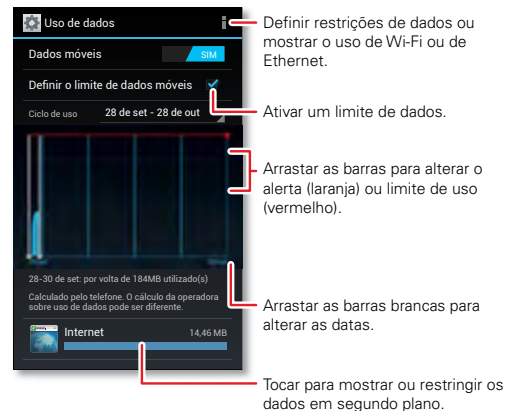 Uso de dados
Dados móveis SIM
Definir o limite de dados móveis
Ciclo de uso 28 de set - 28 de out
28-30 de set: por volta de 184MB utilizado(s)
Calculado pelo telefone. O cálculo da operadora
sobre uso de dados pode ser diferente.
Internet 14,46 MB
Definir restrições de dados ou
mostrar o uso de Wi-Fi ou de
Ethernet.
Ativar um limite de dados.
Arrastar as barras para alterar o
alerta (laranja) ou limite de uso
(vermelho).
Arrastar as barras brancas para
alterar as datas.
Tocar para mostrar ou restringir os
dados em segundo plano.